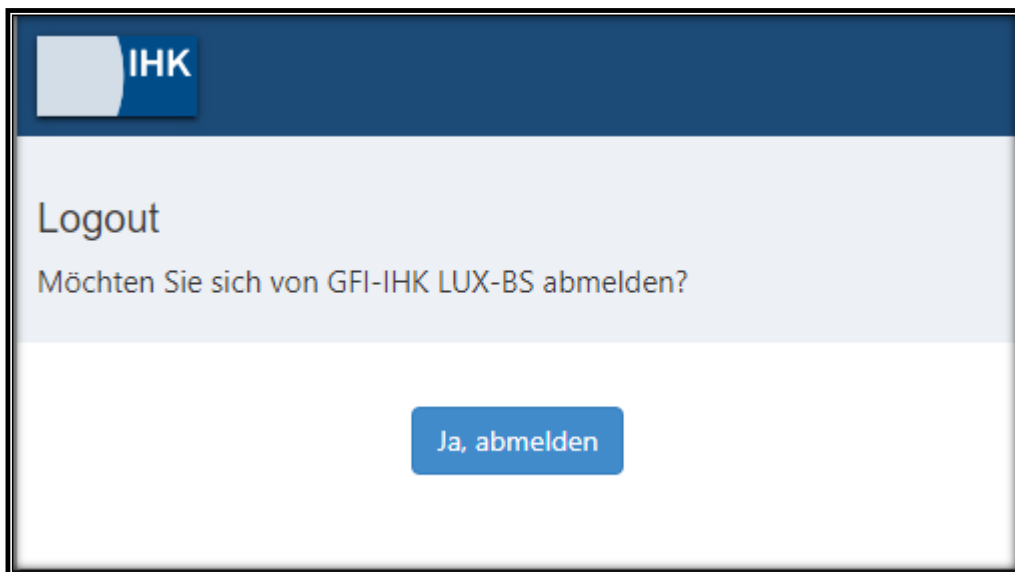 IHK
Logout
Möchten Sie sich von GFI-IHK LUX-BS abmelden?
Ja, abmelden